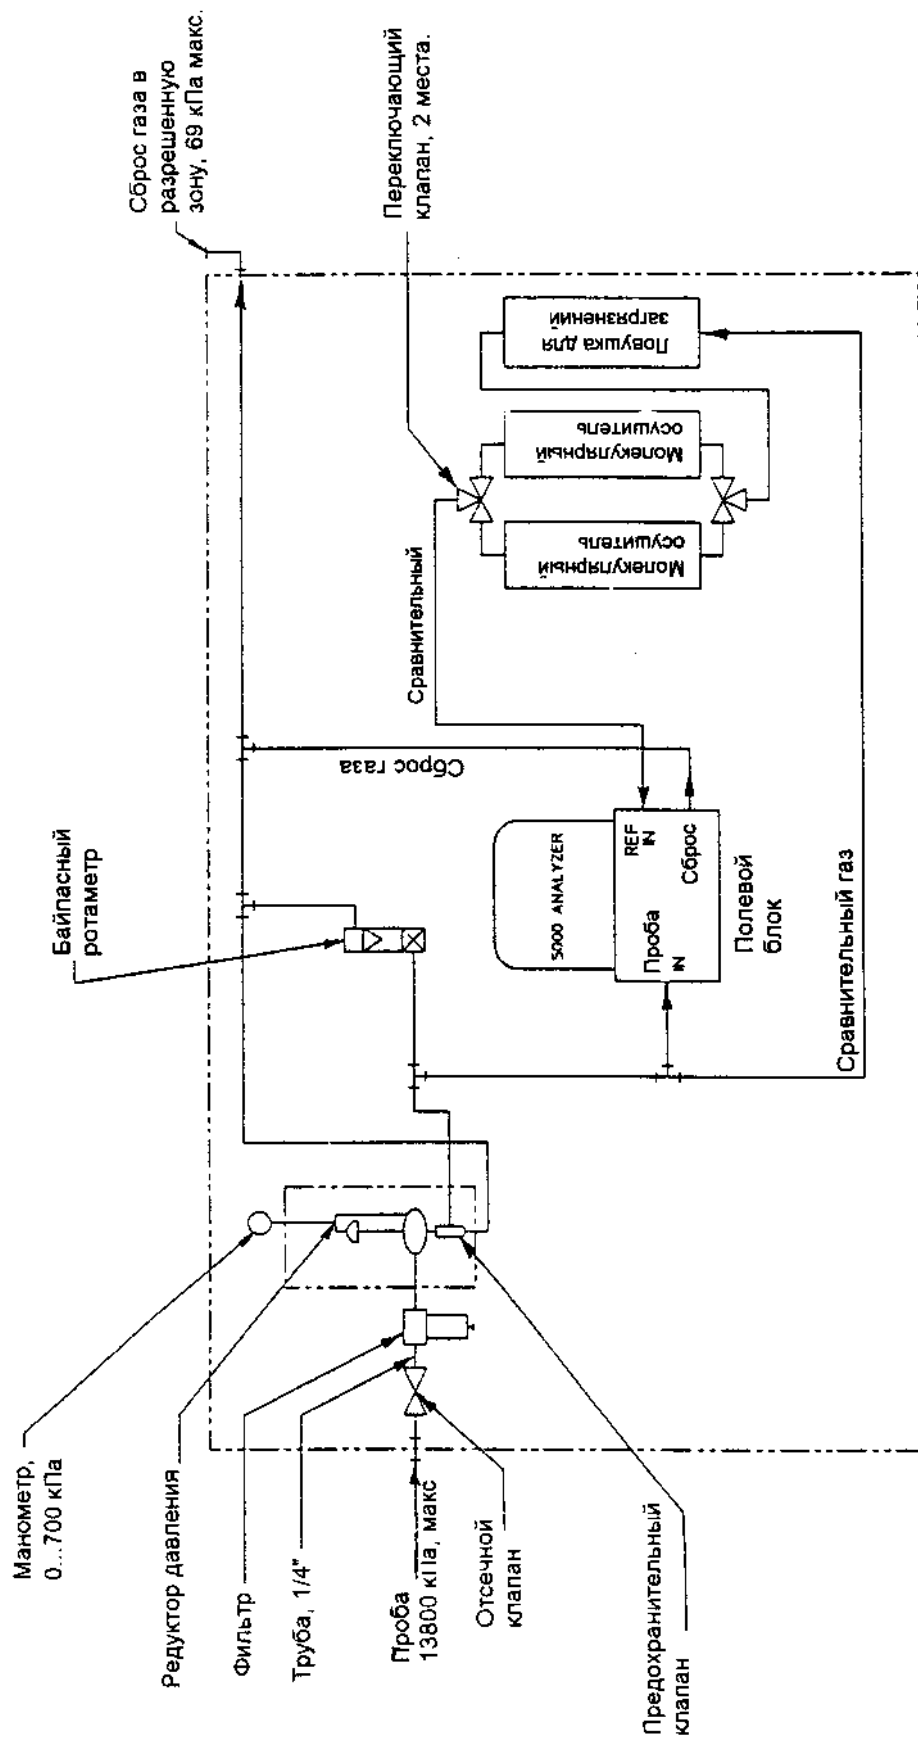 Манометр,
0...700 кПа
Редуктор давления
Фильтр
Труба, 1/4"
Проба
13800 кПа, макс
Отсечной
клапан
Предохранительный
клапан
Байпасный
ротаметр
Сброс газа в
разрешенную
зону, 69 кПа макс.
Переключающий
клапан, 2 места.
Сброс газа
Сравнительный
5000 ANALYZER
Проба
IN
REF
IN
Сброс
Полевой
блок
Молекулярный
осушитель
Молекулярный
осушитель
Ловушка для
загрязнений
Сравнительный газ